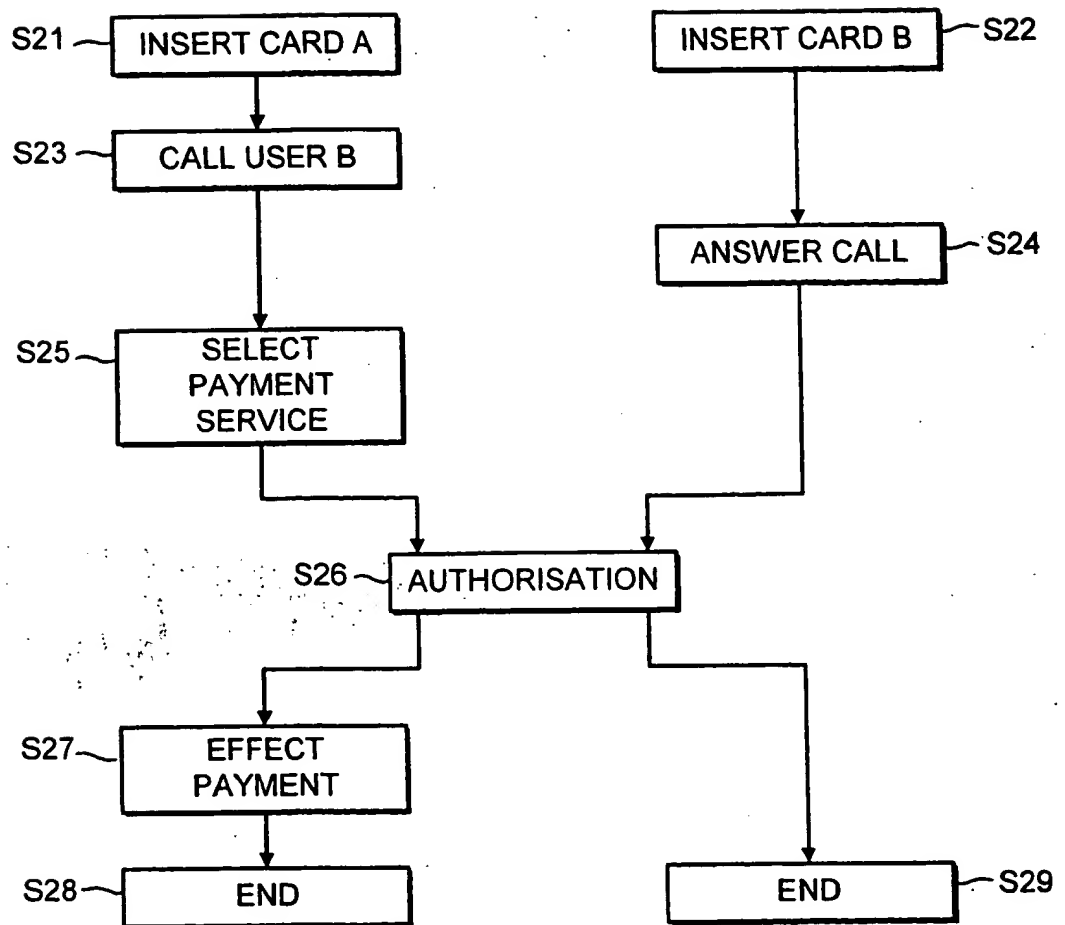 S21 INSERT CARD A
INSERT CARD B S22
S23 CALL USER B
ANSWER CALL S24
S25 SELECT
PAYMENT
SERVICE
S26 AUTHORISATION
S27 EFFECT
PAYMENT
S28 END
END S29